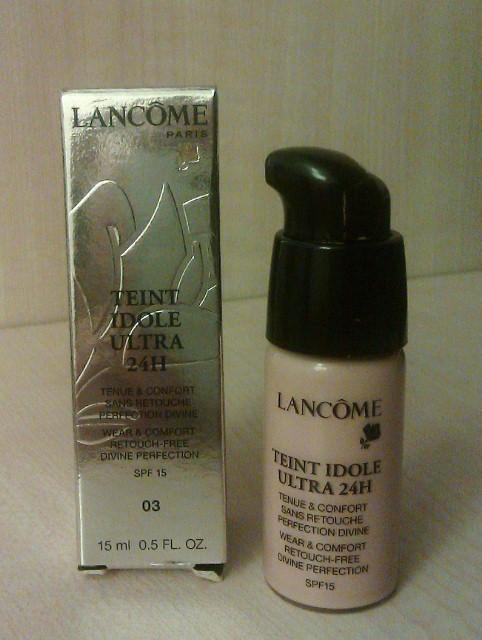 LANCÔME
PARIS
TEINT
IDOLE
ULTRA
24H
TENUE & CONFORT
SANS RETOUCHE
PERFECTION DIVINE
WEAR & COMFORT
RETOUCH-FREE
DIVINE PERFECTION
SPF 15
03
15 ml 0.5 FL. OZ.
LANCÔME
TEINT IDOLE
ULTRA 24H
TENUE & CONFORT
SANS RETOUCHE
PERFECTION DIVINE
WEAR & COMFORT
RETOUCH-FREE
DIVINE PERFECTION
SPF15